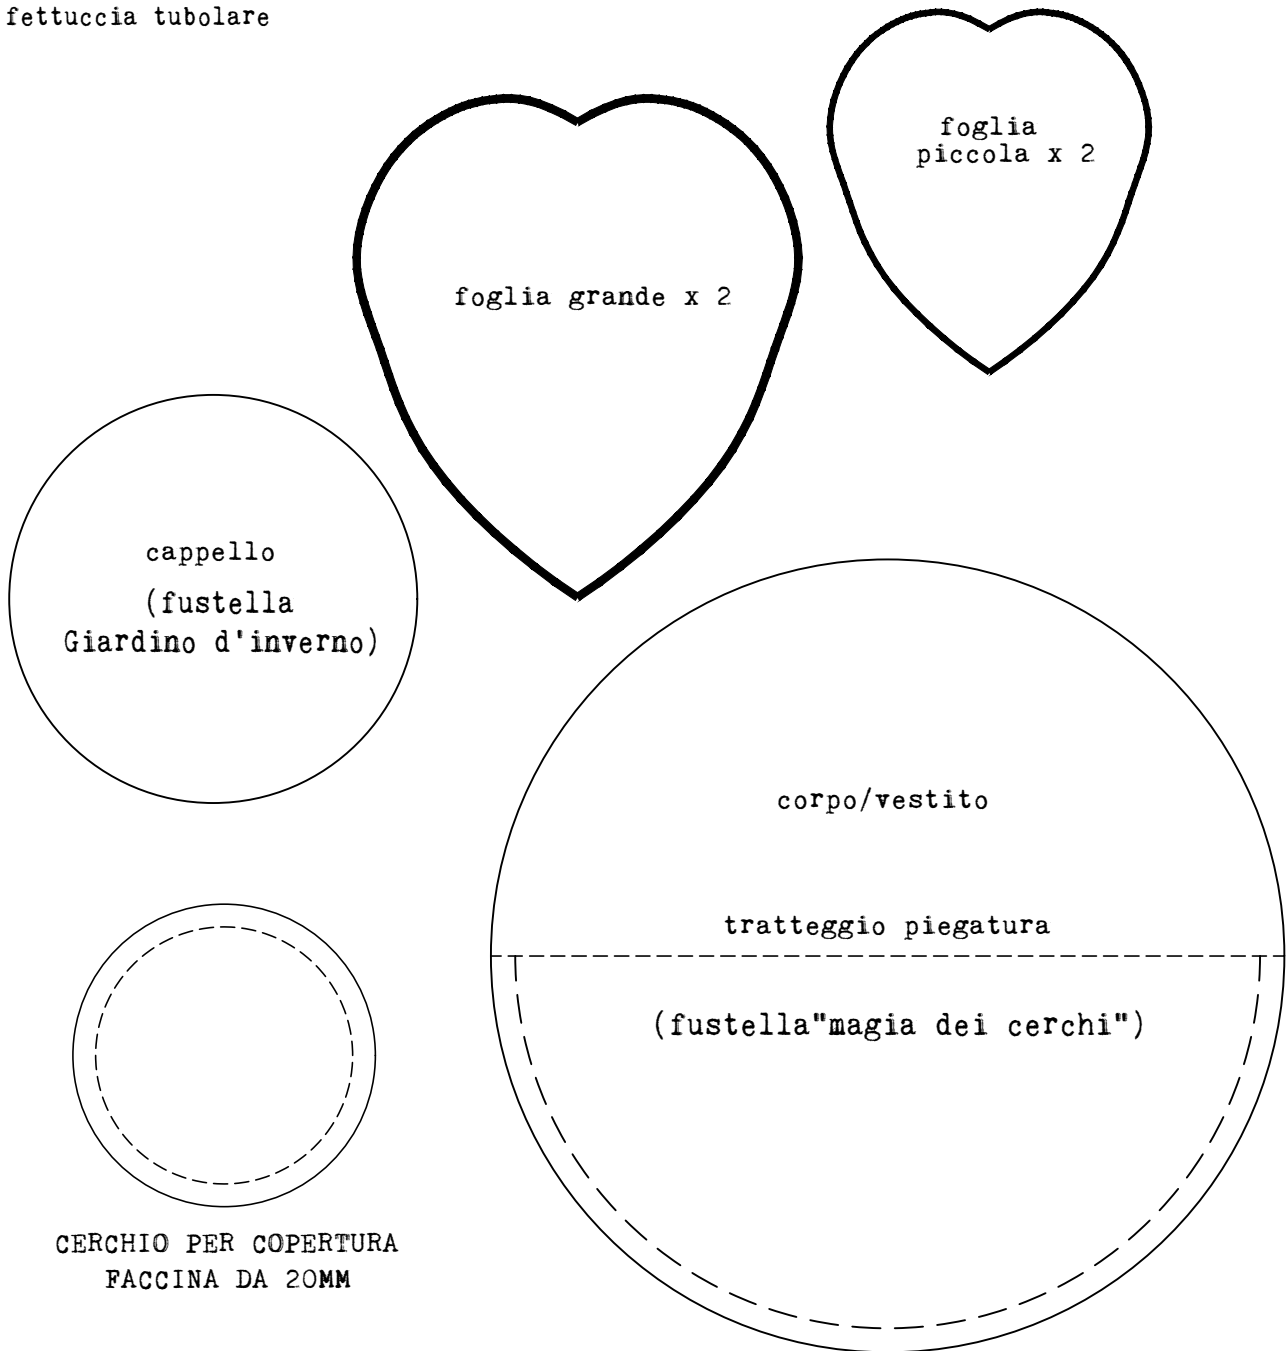 fettuccia tubolare
foglia
piccola x 2
foglia grande x 2
cappello
(fustella
Giardino d'inverno)
corpo/vestito
tratteggio piegatura
(fustella"magia dei cerchi")
CERCHIO PER COPERTURA
FACCINA DA 20MM